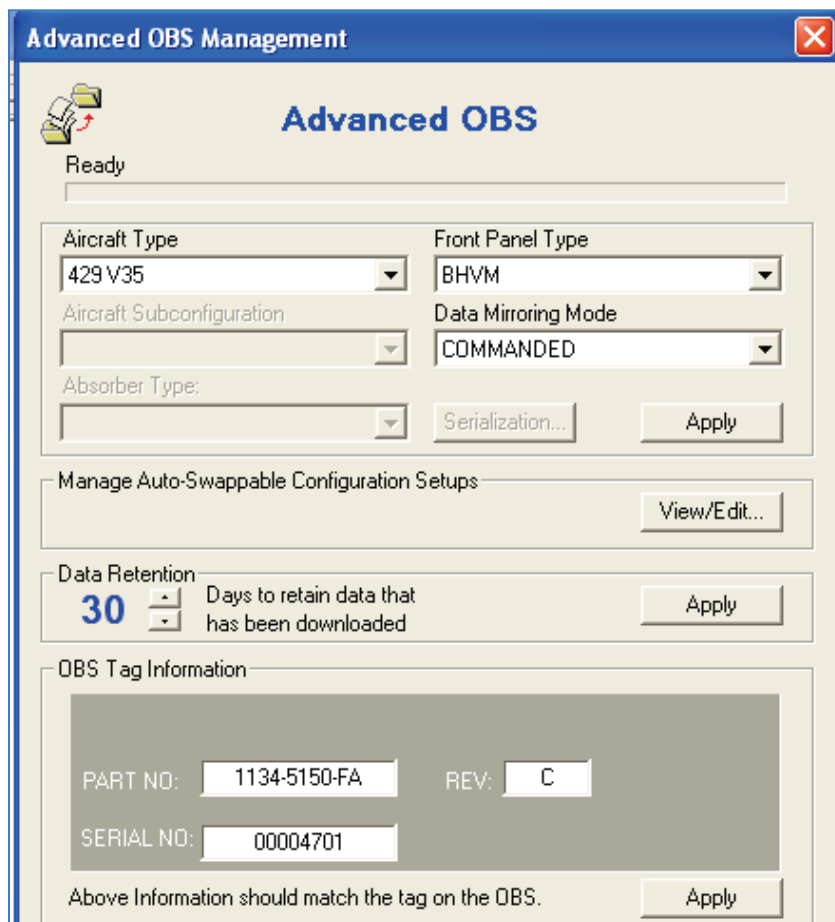 Advanced OBS Management
Advanced OBS
Ready
Aircraft Type
Front Panel Type
429 V35
BHVM
Aircraft Subconfiguration
Data Mirroring Mode
COMMANDED
Absorber Type:
Serialization...
Apply
Manage Auto-Swappable Configuration Setups
View/Edit...
Data Retention
30
Days to retain data that
has been downloaded
Apply
OBS Tag Information
PART NO:
1134-5150-FA
REV:
C
SERIAL NO:
00004701
Above Information should match the tag on the OBS.
Apply